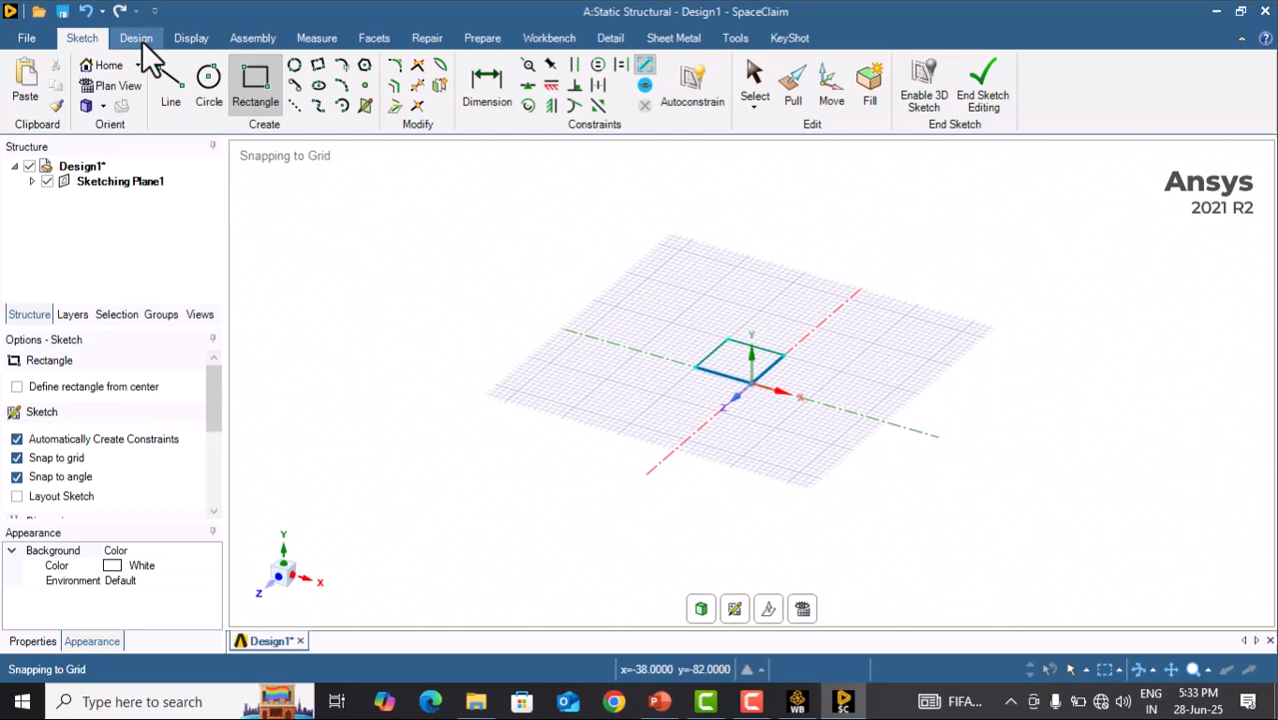 A:Static Structural - Design1 - SpaceClaim
File Sketch Design Display Assembly Measure Facets Repair Prepare Workbench Detail Sheet Metal Tools KeyShot
Home
Plan View
Paste Line Circle Rectangle Dimension Autoconstrain Select Pull Move Fill Enable 3D Sketch End Sketch Editing
Clipboard Orient Create Modify Constraints Edit End Sketch
Structure
Design1*
Sketching Plane1
Structure Layers Selection Groups Views
Options - Sketch
Rectangle
Define rectangle from center
Sketch
Automatically Create Constraints
Snap to grid
Snap to angle
Layout Sketch
Appearance
Background Color
Color White
Environment Default
Properties Appearance
Snapping to Grid
Ansys
2021 R2
Y
X
Z
Y
X
Z
Design1*
Snapping to Grid x=-38.0000 y=-82.0000
Type here to search
WB
SC
FIFA...
ENG
IN
5:33 PM
28-Jun-25